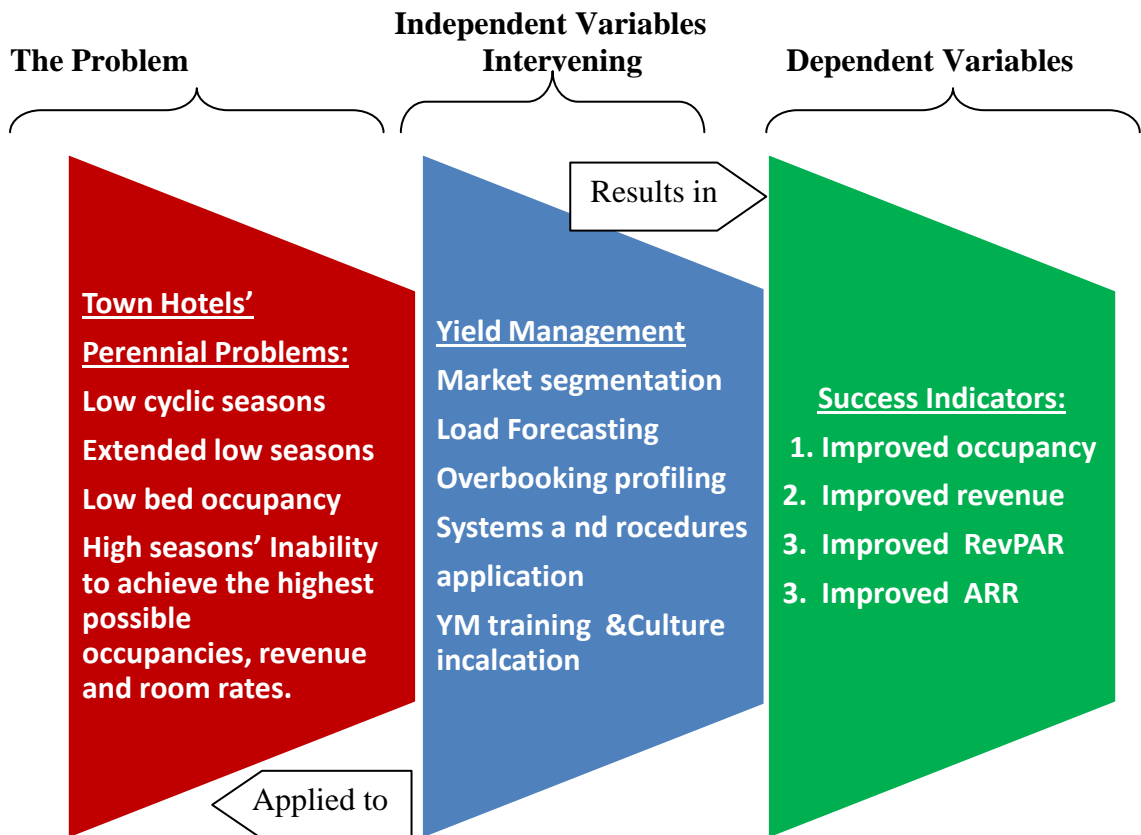 The Problem
Independent Variables
Intervening
Dependent Variables
Town Hotels’
Perennial Problems:
Low cyclic seasons
Extended low seasons
Low bed occupancy
High seasons’ Inability
to achieve the highest
possible
occupancies, revenue
and room rates.
Applied to
Yield Management
Market segmentation
Load Forecasting
Overbooking profiling
Systems a nd rocedures
application
YM training &Culture
incalcation
Results in
Success Indicators:
1. Improved occupancy
2. Improved revenue
3. Improved RevPAR
3. Improved ARR